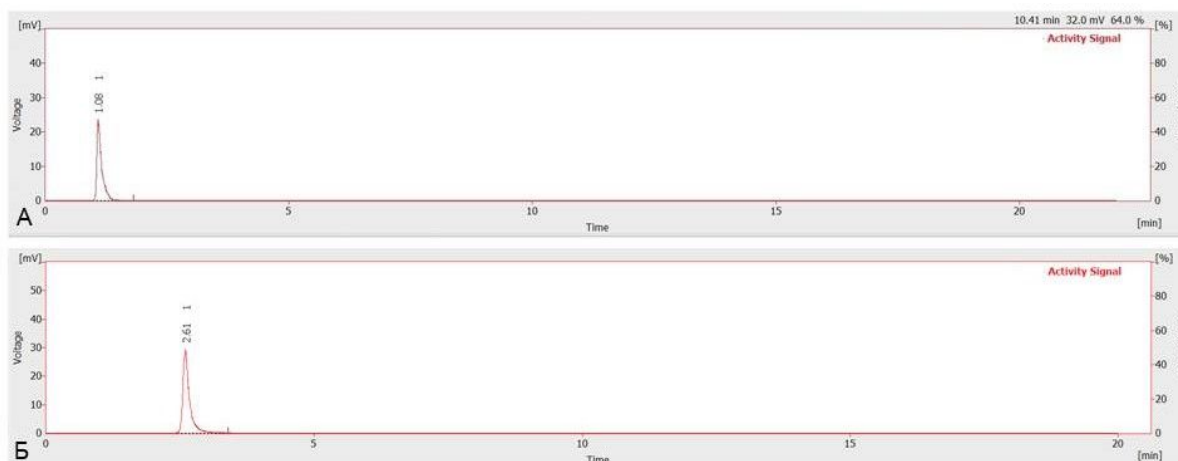 10.41 min 32.0 mV 64.0 %
[mV] [%]
Activity Signal
40 80
30 60
Voltage
20 40
10 20
0 0
1.08 1
0 5 10 15 20
А
Time
[min]
[mV] [%]
Activity Signal
50
80
40
60
Voltage
30
40
20
10 20
0 0
2.61 1
0 5 10 15 20
Б
Time
[min]